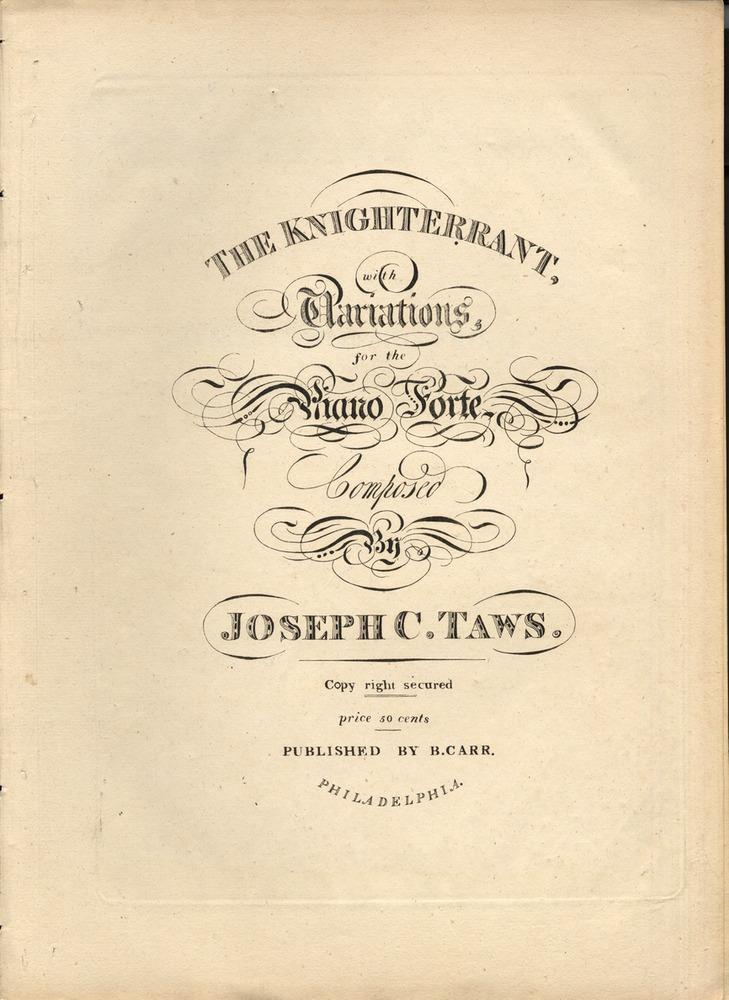 THE KNIGHTERRANT,
with
Variations,
for the
Piano Forte,
Composed
By
JOSEPH C. TAWS.
Copy right secured
price 50 cents
PUBLISHED BY B. CARR.
PHILADELPHIA.